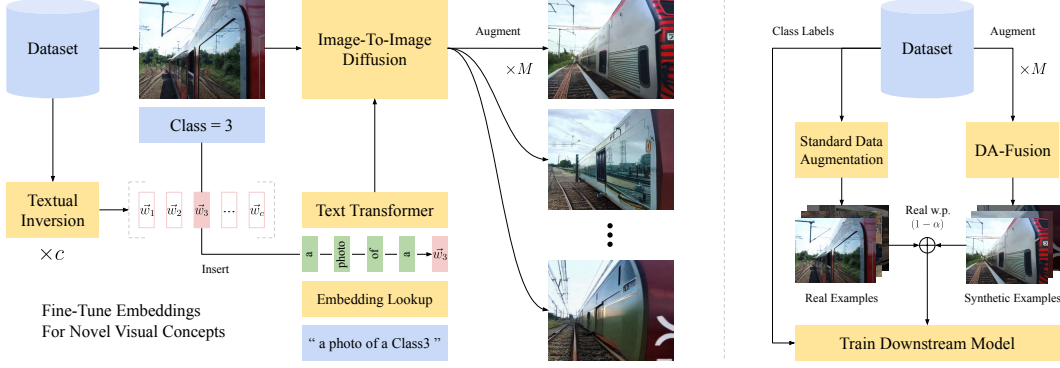 Dataset
Image-To-Image
Diffusion
Augment
×M
Class = 3
Textual
Inversion
×c
w⃗₁ w⃗₂ w⃗₃ ... w⃗c
Text Transformer
Insert
a photo of a w⃗₃
Embedding Lookup
Fine-Tune Embeddings
For Novel Visual Concepts
“ a photo of a Class3 ”
Class Labels
Dataset
Augment
×M
Standard Data
Augmentation
DA-Fusion
Real w.p.
(1 − α)
Real Examples
Synthetic Examples
Train Downstream Model